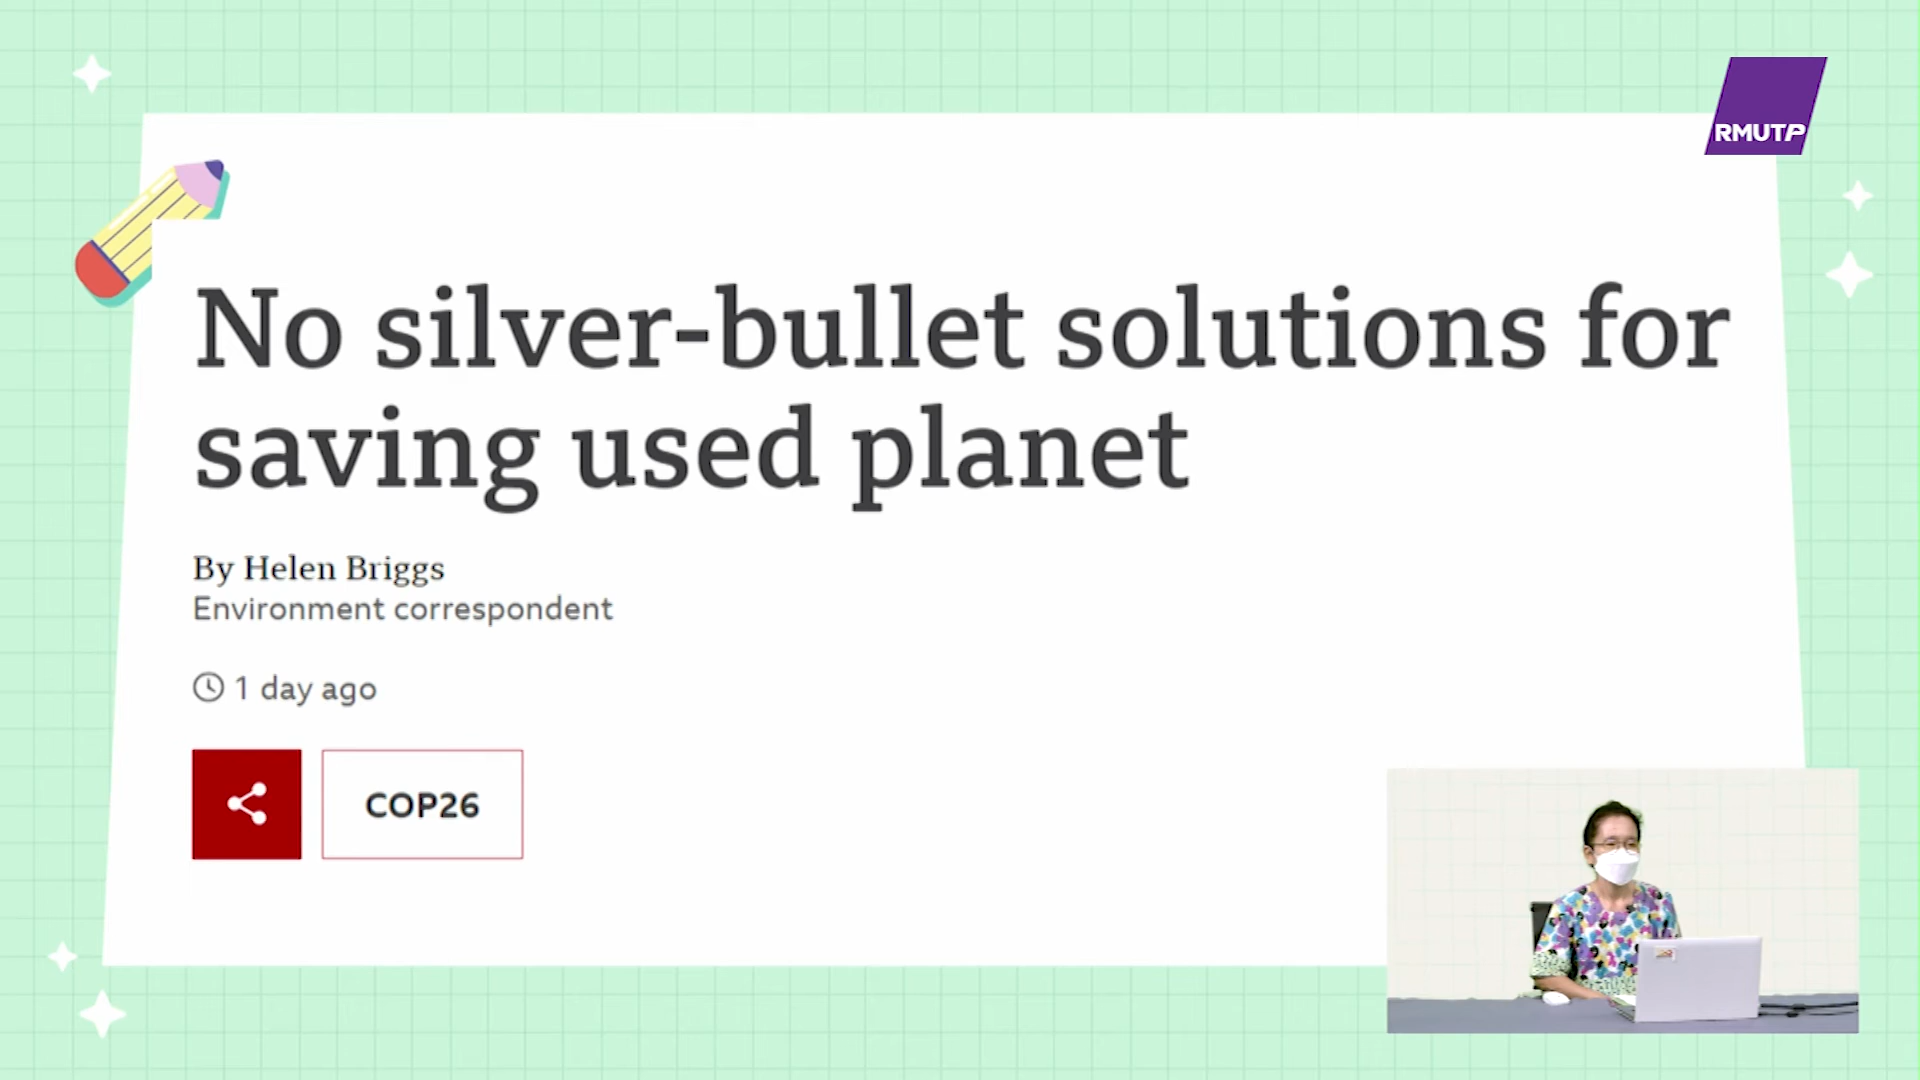 RMUTP
No silver-bullet solutions for
saving used planet
By Helen Briggs
Environment correspondent
1 day ago
COP26